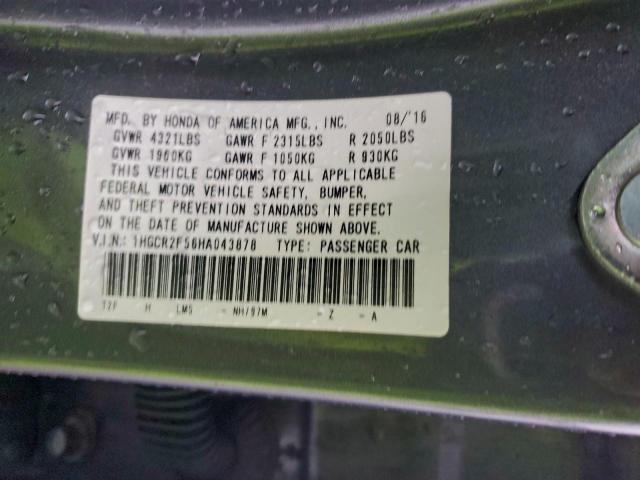 MFD. BY HONDA OF AMERICA MFG., INC. 08/'16
GVWR 4321LBS GAWR F 2315LBS R 2050LBS
GVWR 1960KG GAWR F 1050KG R 930KG
THIS VEHICLE CONFORMS TO ALL APPLICABLE
FEDERAL MOTOR VEHICLE SAFETY, BUMPER,
AND THEFT PREVENTION STANDARDS IN EFFECT
ON THE DATE OF MANUFACTURE SHOWN ABOVE.
V.I.N.: 1HGCR2F56HA043878 TYPE: PASSENGER CAR
T2F H LM5 - NH797M - Z - A